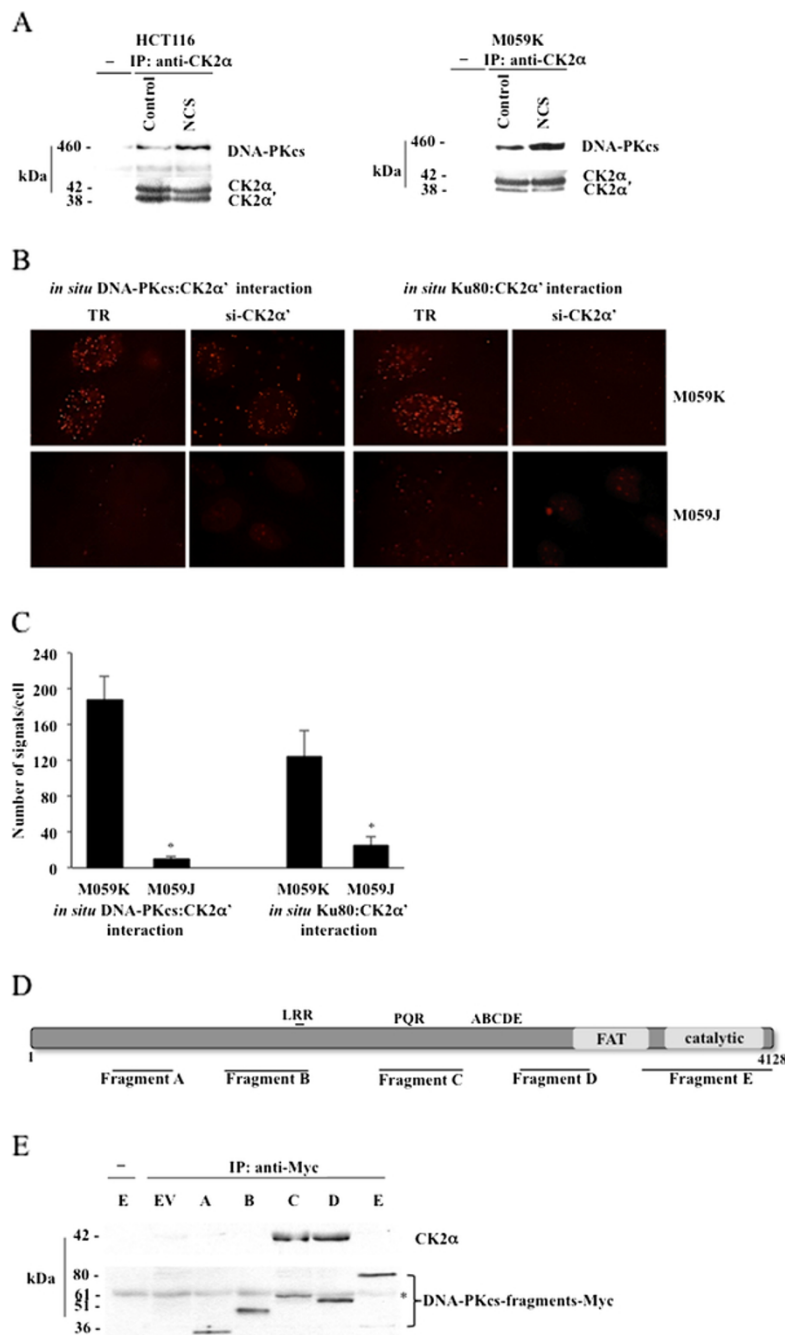 A
HCT116
IP: anti-CK2α
–
Control
NCS
460 -
DNA-PKcs
kDa
42 -
CK2α,
38 -
CK2α'
M059K
IP: anti-CK2α
–
Control
NCS
460 -
DNA-PKcs
kDa
42 -
CK2α,
38 -
CK2α'
B
in situ DNA-PKcs:CK2α' interaction
in situ Ku80:CK2α' interaction
TR si-CK2α' TR si-CK2α'
M059K
M059J
C
Number of signals/cell
240
200
160
120
80
40
0
*
*
M059K M059J M059K M059J
in situ DNA-PKcs:CK2α' interaction
in situ Ku80:CK2α' interaction
D
LRR PQR ABCDE
FAT catalytic
1 4128
Fragment A Fragment B Fragment C Fragment D Fragment E
E
– IP: anti-Myc
E EV A B C D E
42 -
CK2α
kDa
80 -
61 -
*
51 -
DNA-PKcs-fragments-Myc
36 -